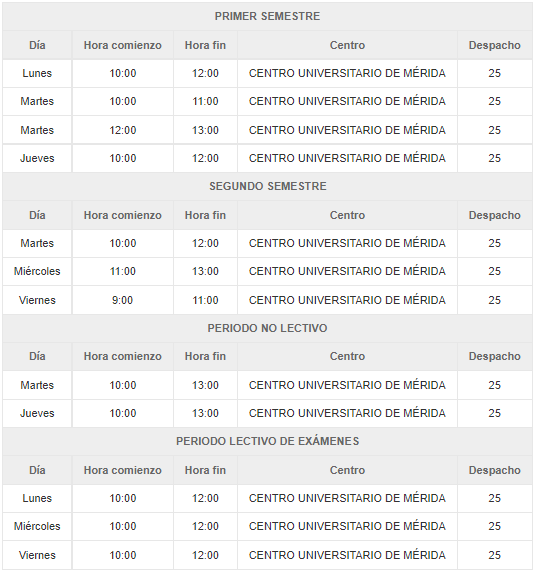 PRIMER SEMESTRE
Día Hora comienzo Hora fin Centro Despacho
Lunes 10:00 12:00 CENTRO UNIVERSITARIO DE MÉRIDA 25
Martes 10:00 11:00 CENTRO UNIVERSITARIO DE MÉRIDA 25
Martes 12:00 13:00 CENTRO UNIVERSITARIO DE MÉRIDA 25
Jueves 10:00 12:00 CENTRO UNIVERSITARIO DE MÉRIDA 25
SEGUNDO SEMESTRE
Día Hora comienzo Hora fin Centro Despacho
Martes 10:00 12:00 CENTRO UNIVERSITARIO DE MÉRIDA 25
Miércoles 11:00 13:00 CENTRO UNIVERSITARIO DE MÉRIDA 25
Viernes 9:00 11:00 CENTRO UNIVERSITARIO DE MÉRIDA 25
PERIODO NO LECTIVO
Día Hora comienzo Hora fin Centro Despacho
Martes 10:00 13:00 CENTRO UNIVERSITARIO DE MÉRIDA 25
Jueves 10:00 13:00 CENTRO UNIVERSITARIO DE MÉRIDA 25
PERIODO LECTIVO DE EXÁMENES
Día Hora comienzo Hora fin Centro Despacho
Lunes 10:00 12:00 CENTRO UNIVERSITARIO DE MÉRIDA 25
Miércoles 10:00 12:00 CENTRO UNIVERSITARIO DE MÉRIDA 25
Viernes 10:00 12:00 CENTRO UNIVERSITARIO DE MÉRIDA 25